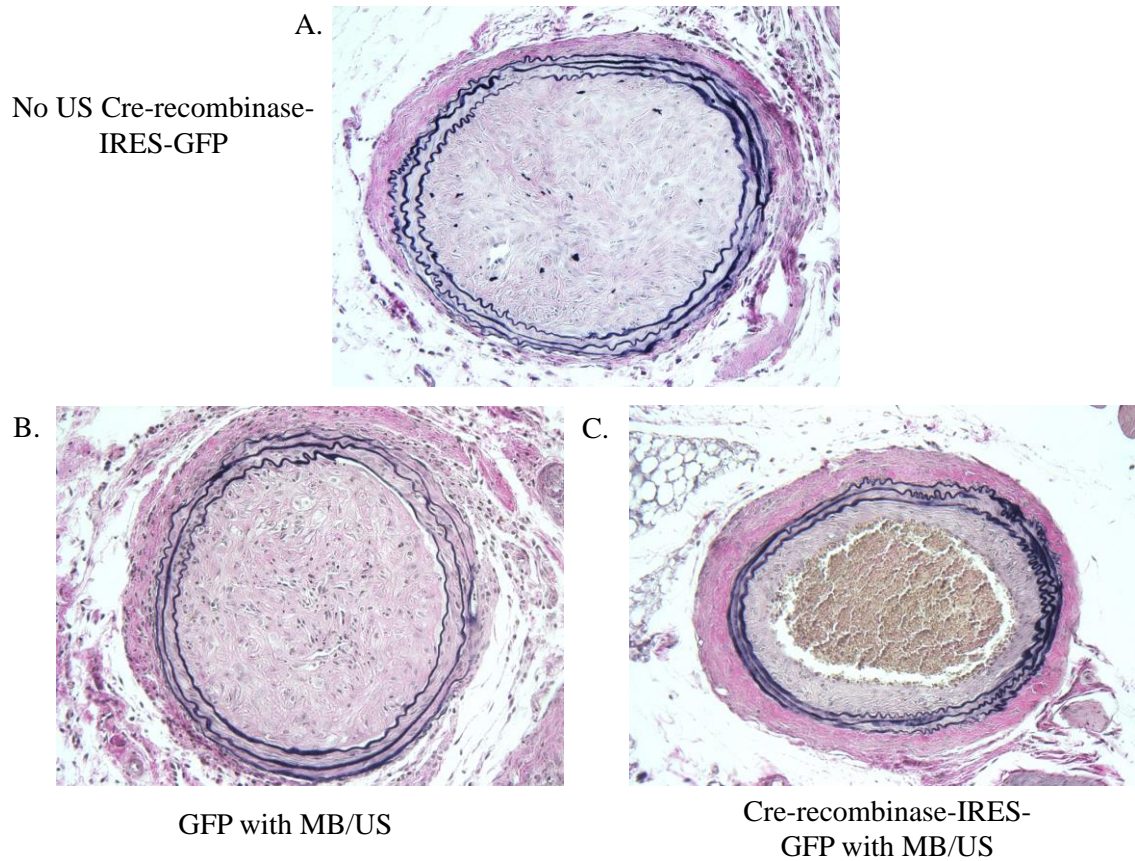 A.
No US Cre-recombinase-
IRES-GFP
B.
C.
GFP with MB/US
Cre-recombinase-IRES-
GFP with MB/US